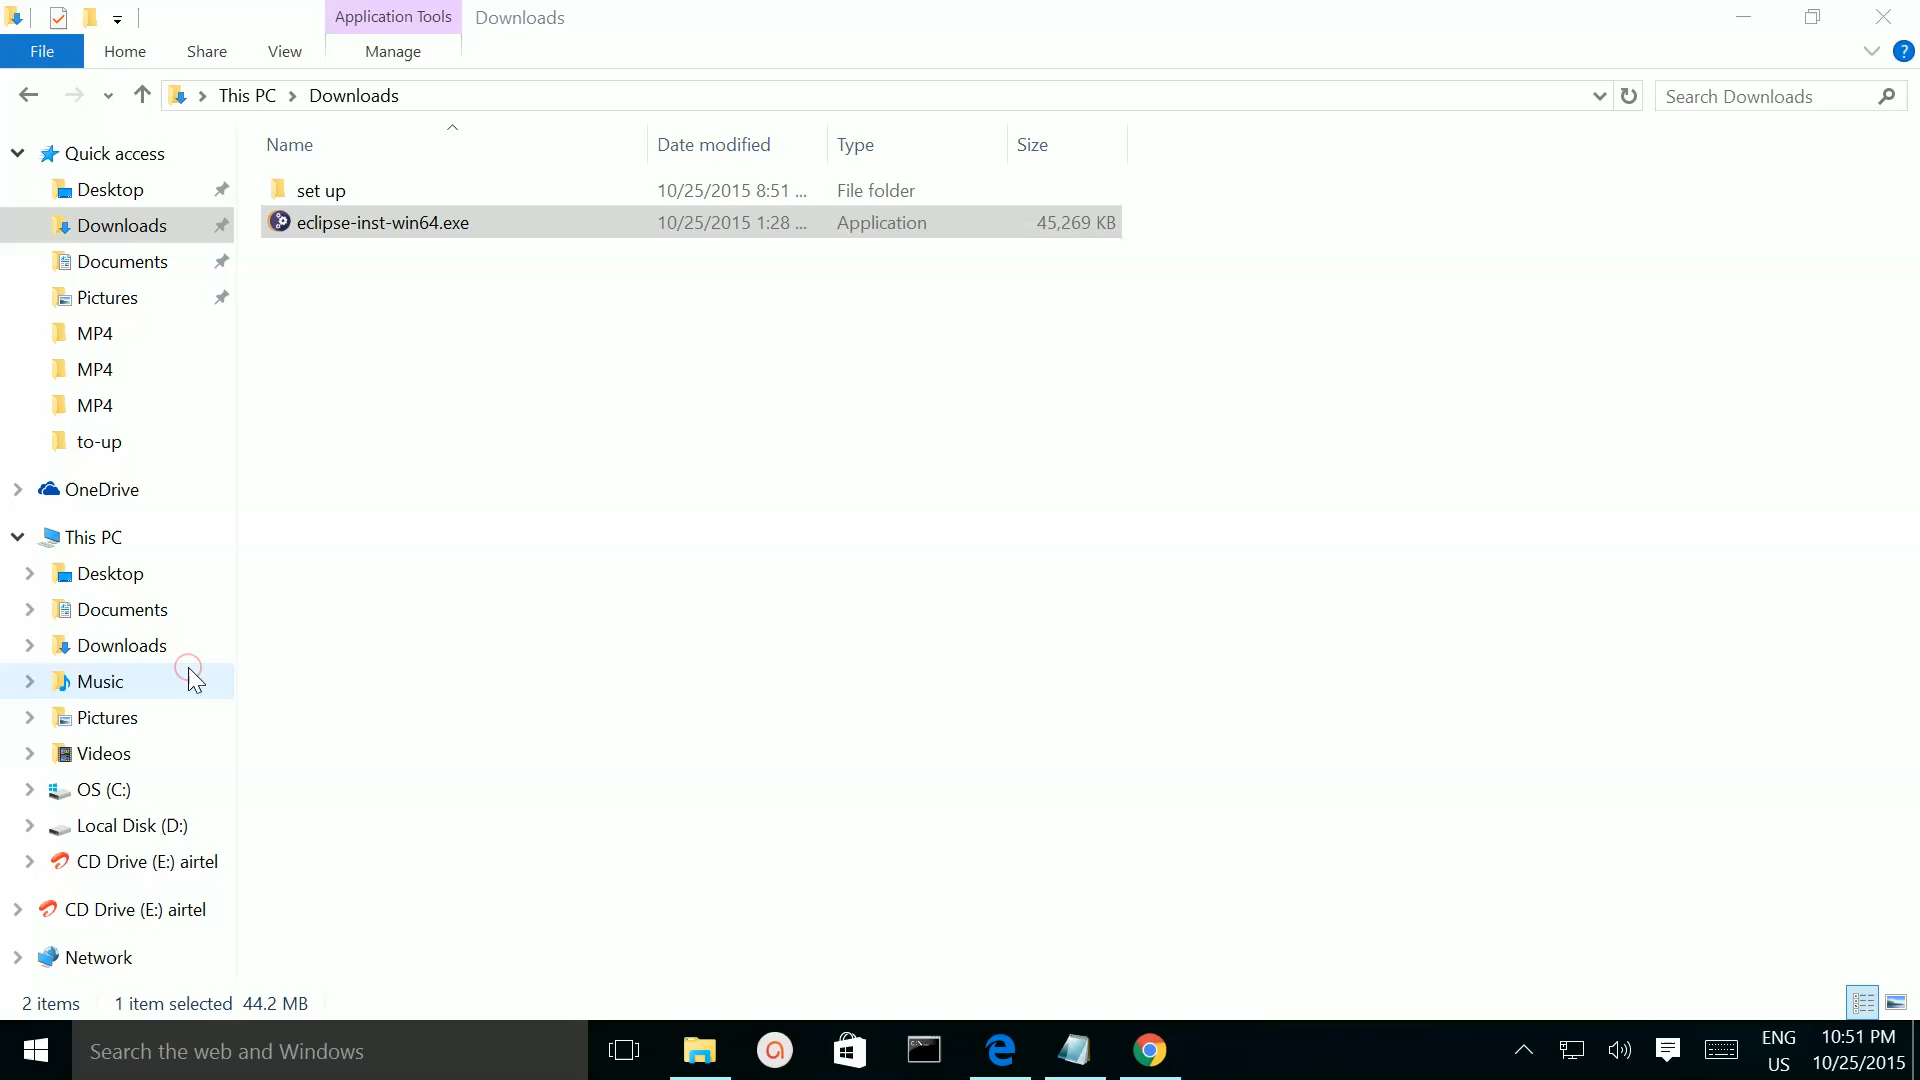 Application Tools
Downloads
File
Home
Share
View
Manage
?
This PC
Downloads
Search Downloads
Name
Date modified
Type
Size
set up
10/25/2015 8:51 ...
File folder
eclipse-inst-win64.exe
10/25/2015 1:28 ...
Application
45,269 KB
Quick access
Desktop
Downloads
Documents
Pictures
MP4
MP4
MP4
to-up
OneDrive
This PC
Desktop
Documents
Downloads
Music
Pictures
Videos
OS (C:)
Local Disk (D:)
CD Drive (E:) airtel
CD Drive (E:) airtel
Network
2 items
1 item selected 44.2 MB
Search the web and Windows
ENG
US
10:51 PM
10/25/2015